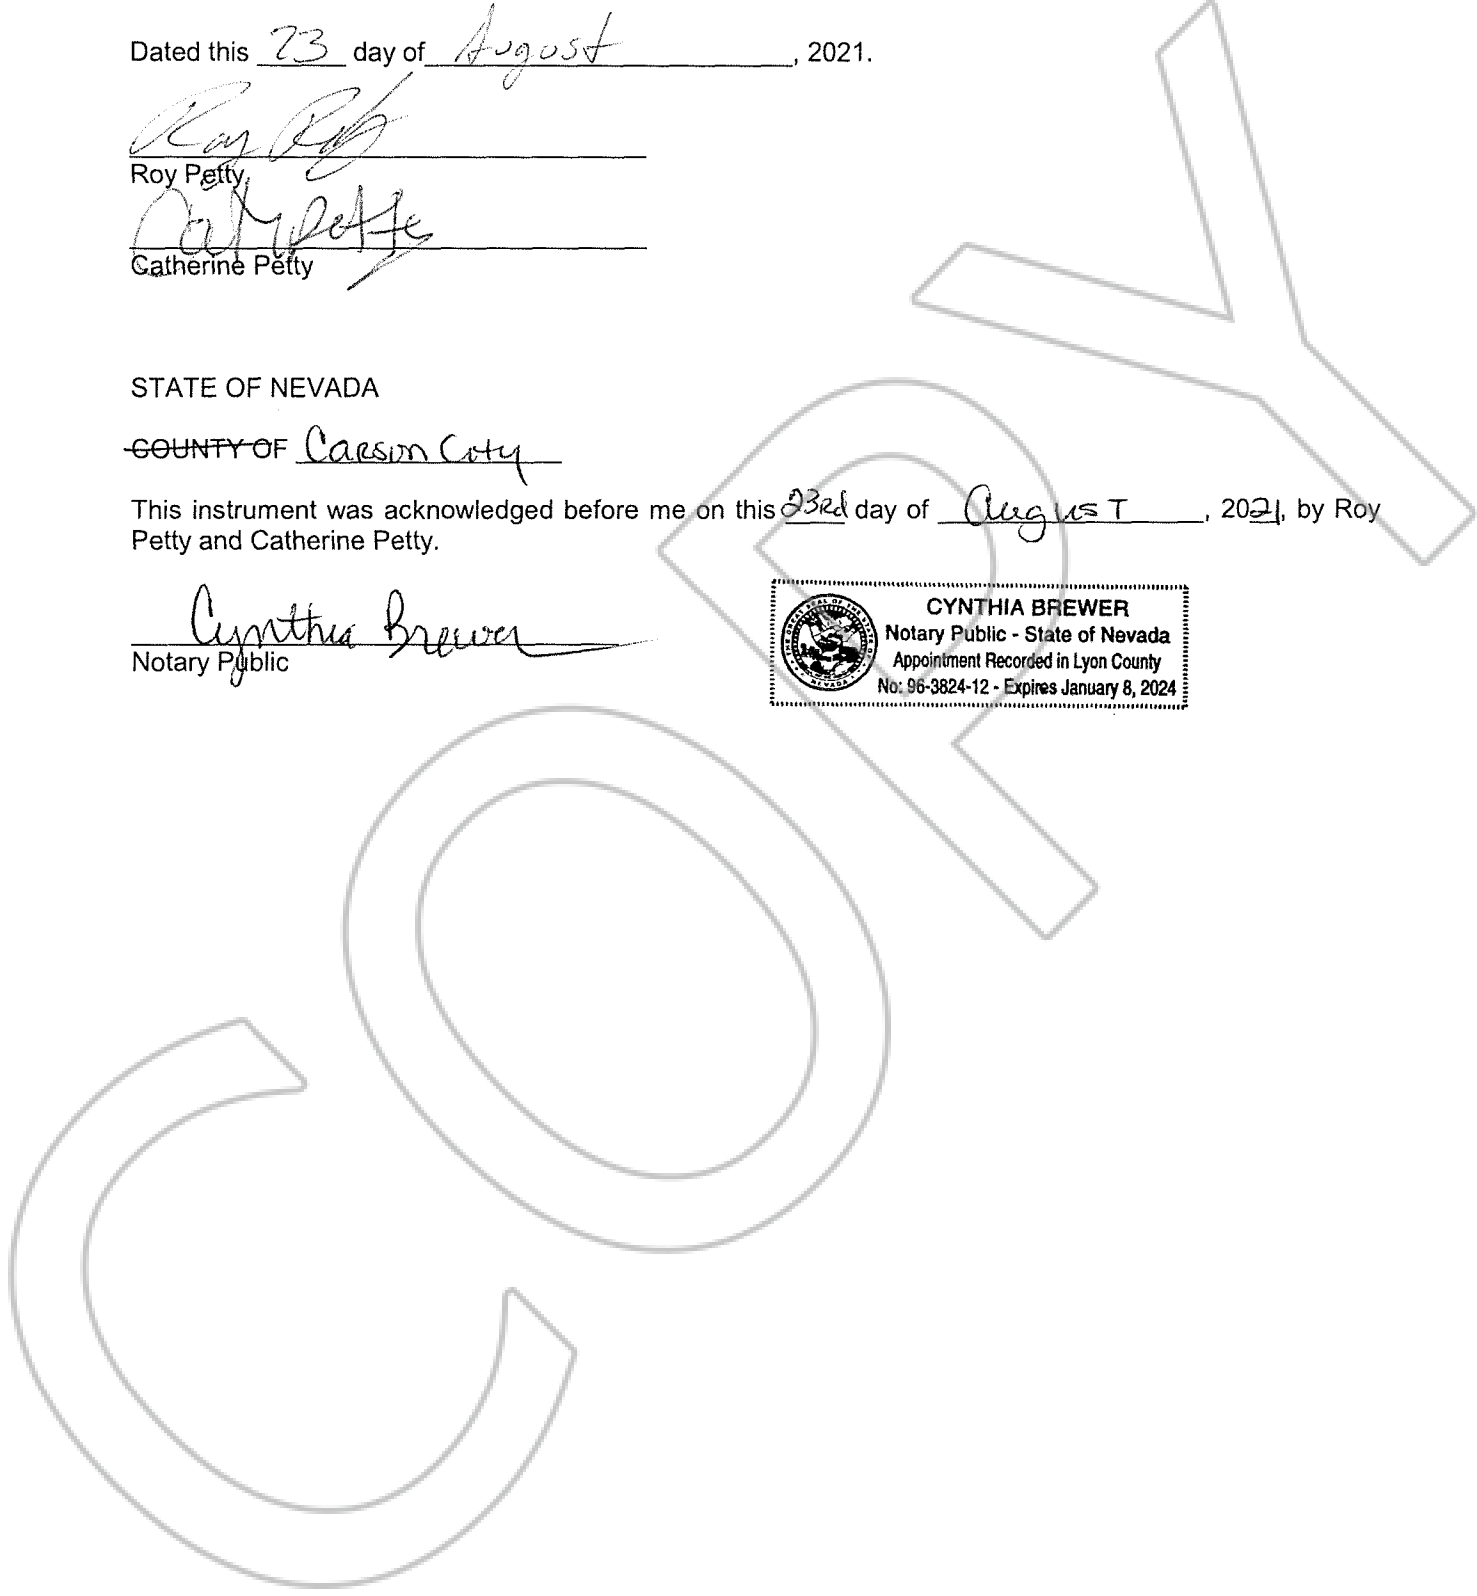 Dated this 23 day of August, 2021.
Roy Petty
Catherine Petty
STATE OF NEVADA
COUNTY OF Carson City
This instrument was acknowledged before me on this 23rd day of August, 2021, by Roy
Petty and Catherine Petty.
Cynthia Brewer
Notary Public
CYNTHIA BREWER
Notary Public - State of Nevada
Appointment Recorded in Lyon County
No: 96-3824-12 - Expires January 8, 2024
COPY